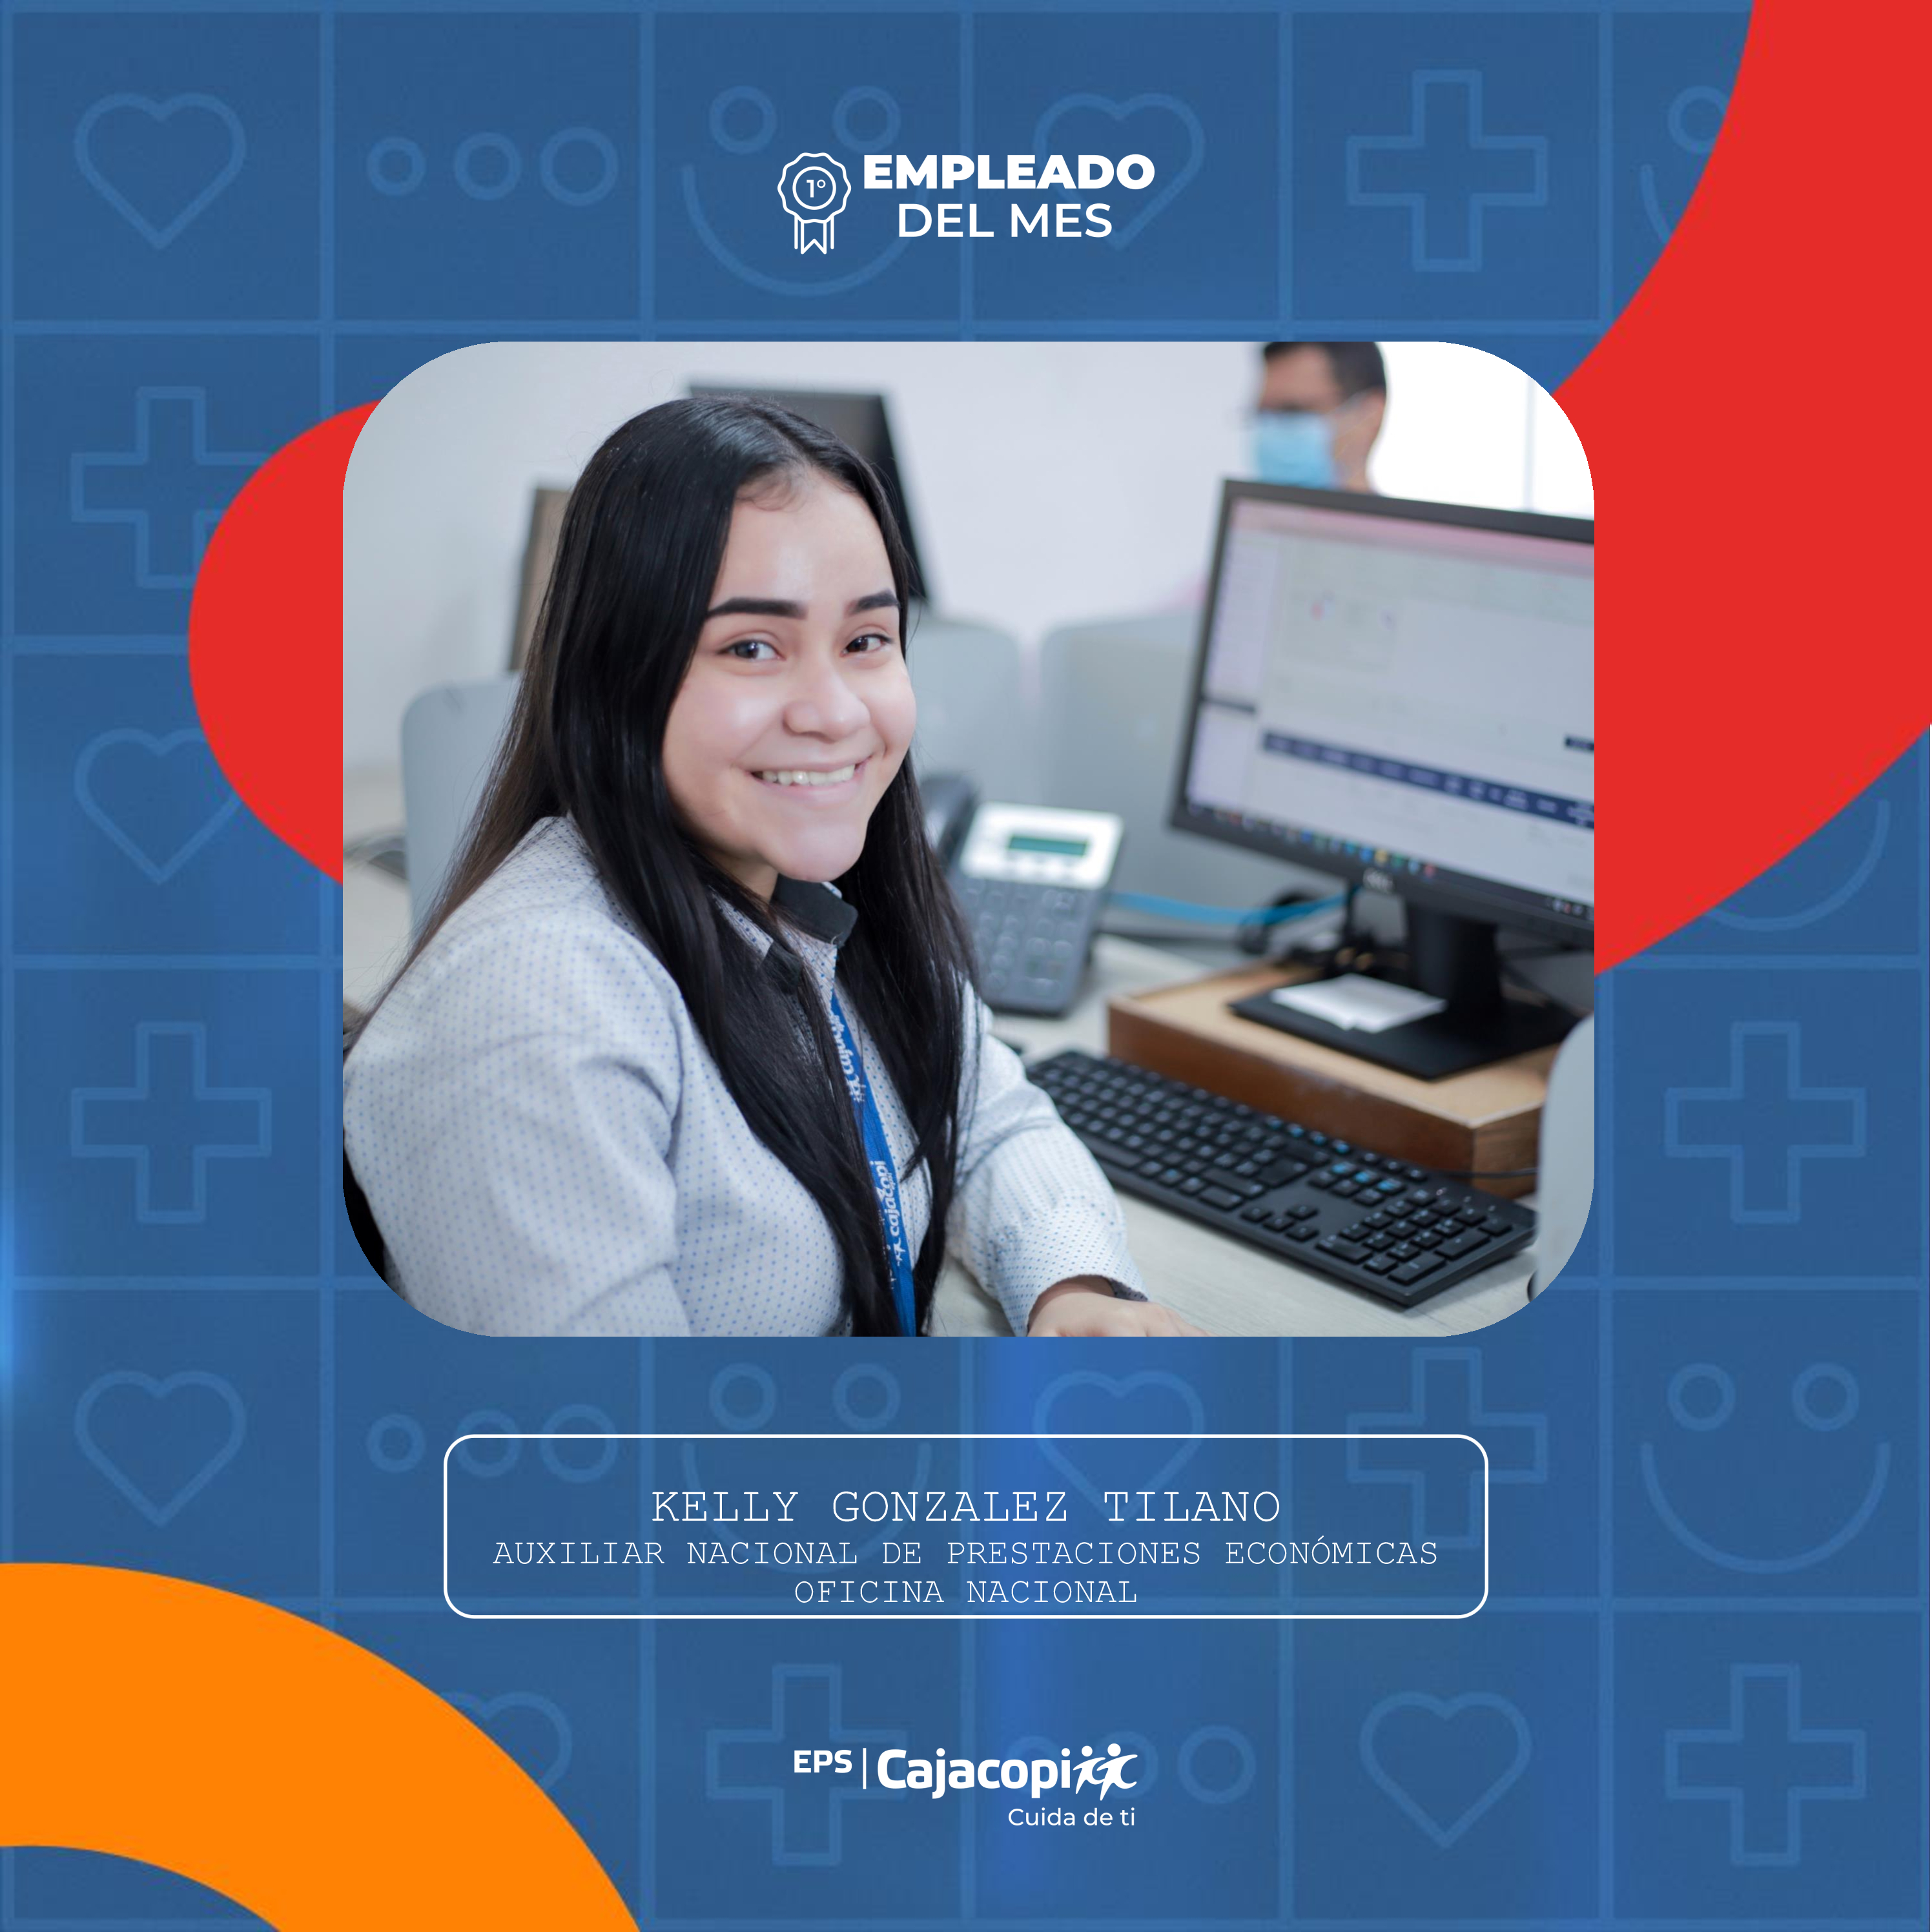 1°
EMPLEADO
DEL MES
cajacopi
KELLY GONZALEZ TILANO
AUXILIAR NACIONAL DE PRESTACIONES ECONÓMICAS
OFICINA NACIONAL
EPS | Cajacopi
Cuida de ti